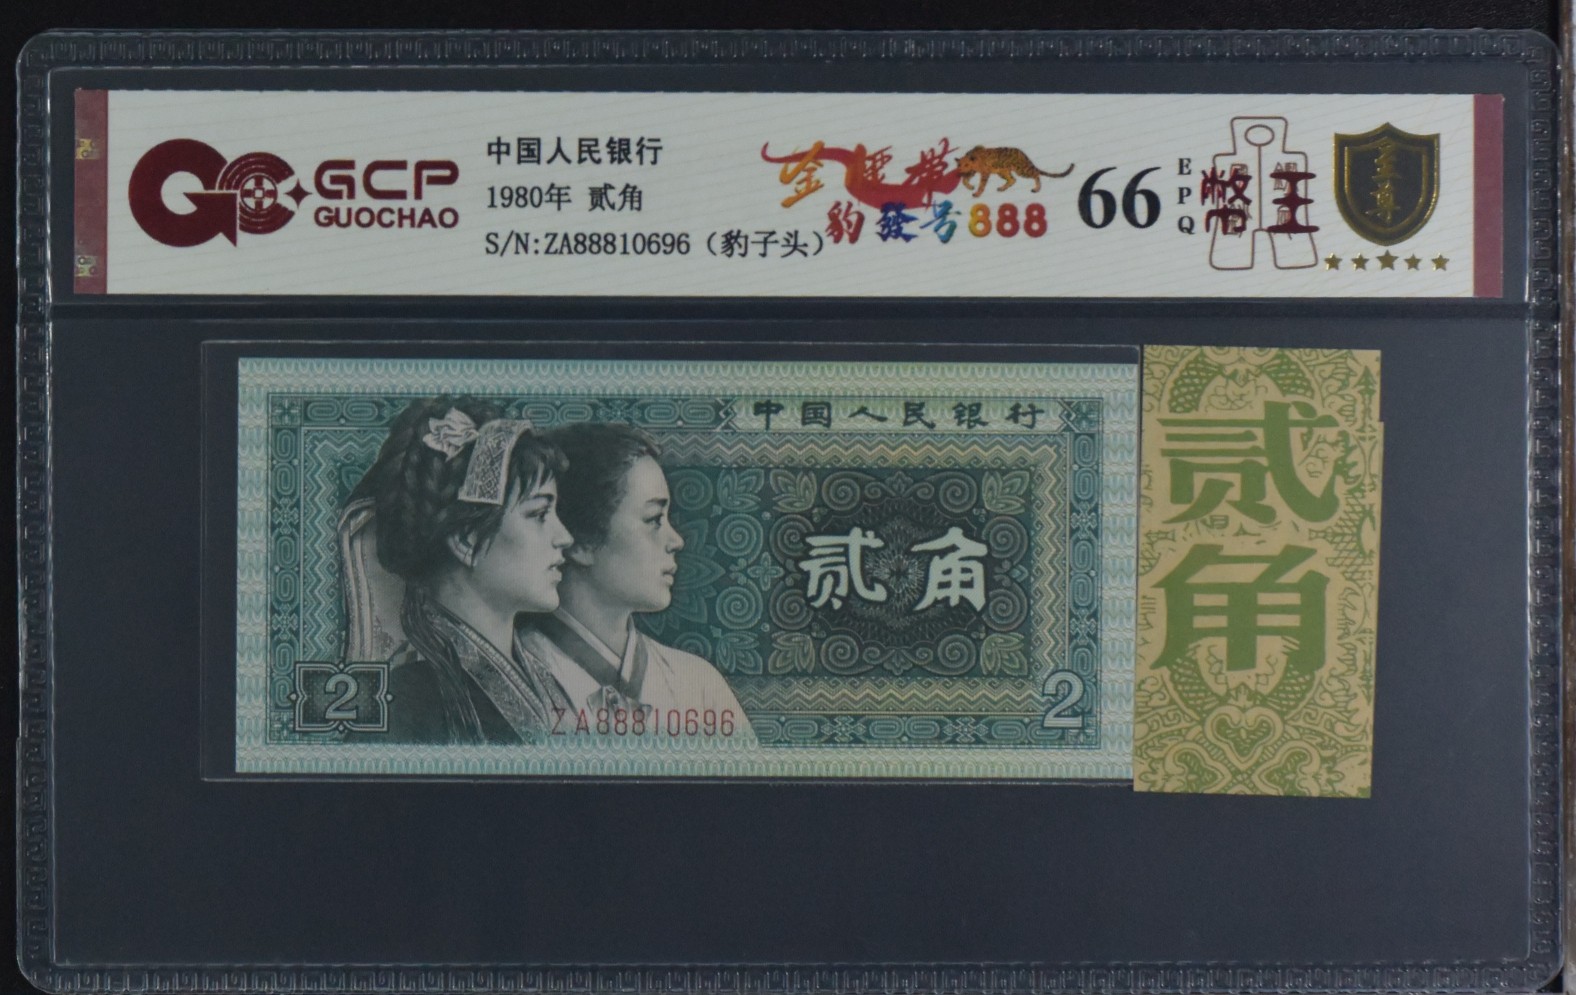 GCP
GUOCHAO
中国人民银行
1980年 贰角
S/N:ZA88810696（豹子头）
金腰带
豹發号888
66
EPQ
幣王
至尊
中国人民银行
贰角
2
2
ZA88810696
贰角